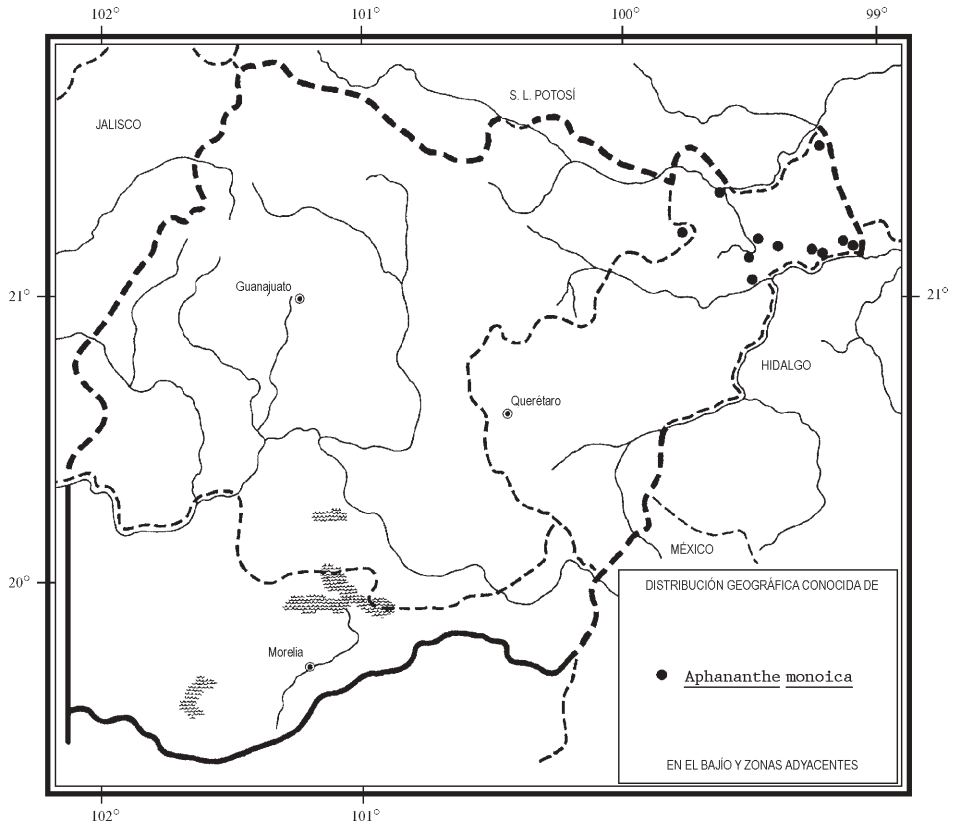 102° 101° 100° 99°
S. L. POTOSÍ
JALISCO
Guanajuato
21° 21°
HIDALGO
Querétaro
MÉXICO
20°
DISTRIBUCIÓN GEOGRÁFICA CONOCIDA DE
Morelia
Aphananthe monoica
EN EL BAJÍO Y ZONAS ADYACENTES
102° 101°